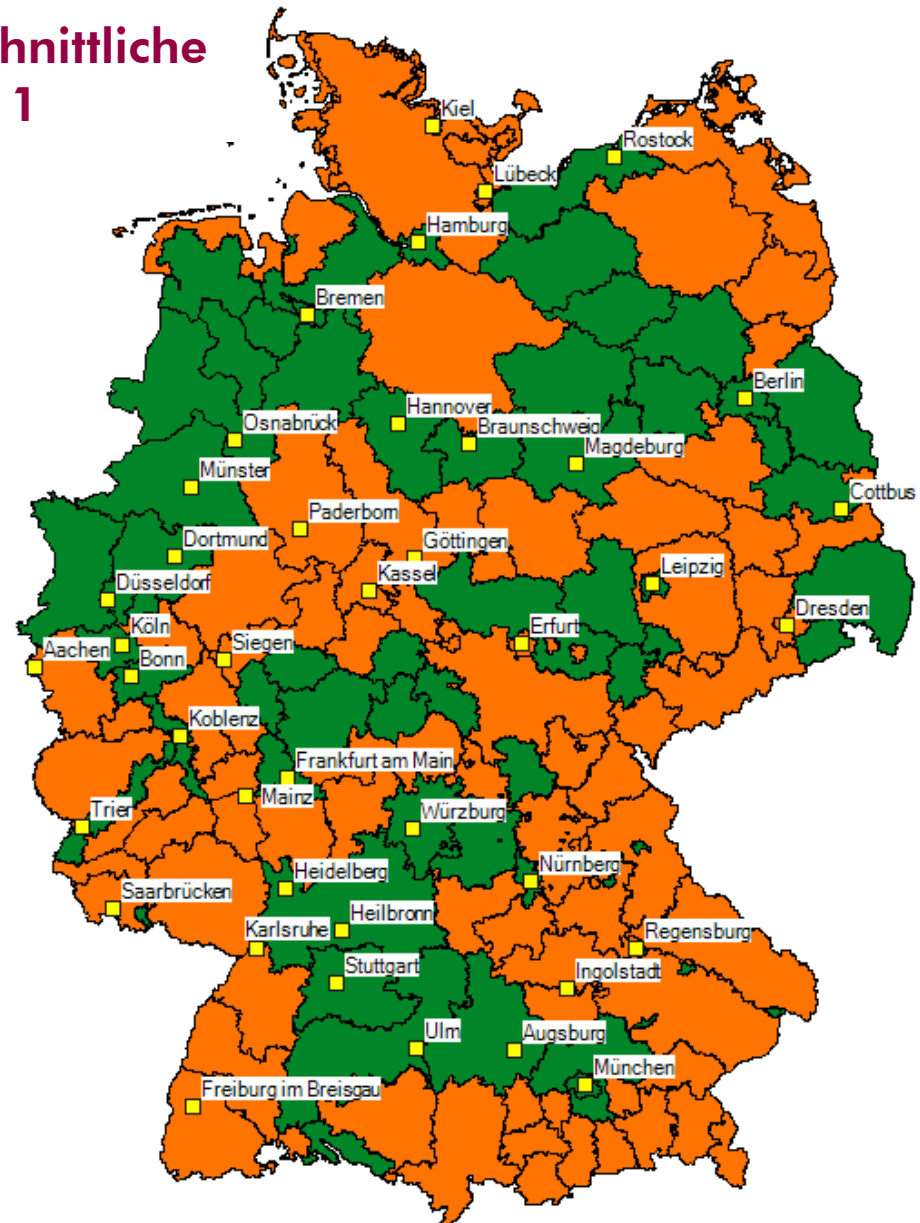 hnittliche
1
Kiel
Rostock
Lübeck
Hamburg
Bremen
Berlin
Hannover
Osnabrück
Braunschweig
Magdeburg
Münster
Cottbus
Paderborn
Dortmund
Göttingen
Kassel
Leipzig
Düsseldorf
Dresden
Köln
Erfurt
Siegen
Aachen
Bonn
Koblenz
Frankfurt am Main
Mainz
Trier
Würzburg
Heidelberg
Nürnberg
Saarbrücken
Heilbronn
Karlsruhe
Regensburg
Stuttgart
Ingolstadt
Ulm
Augsburg
München
Freiburg im Breisgau